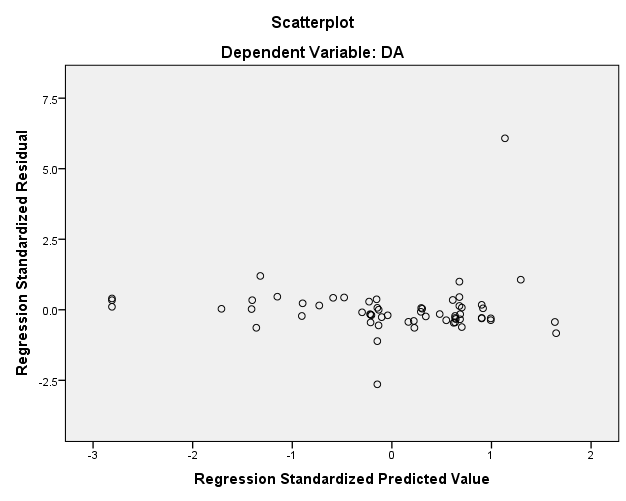 Scatterplot
Dependent Variable: DA
Regression Standardized Residual
7.5
5.0
2.5
0.0
-2.5
-3 -2 -1 0 1 2
Regression Standardized Predicted Value